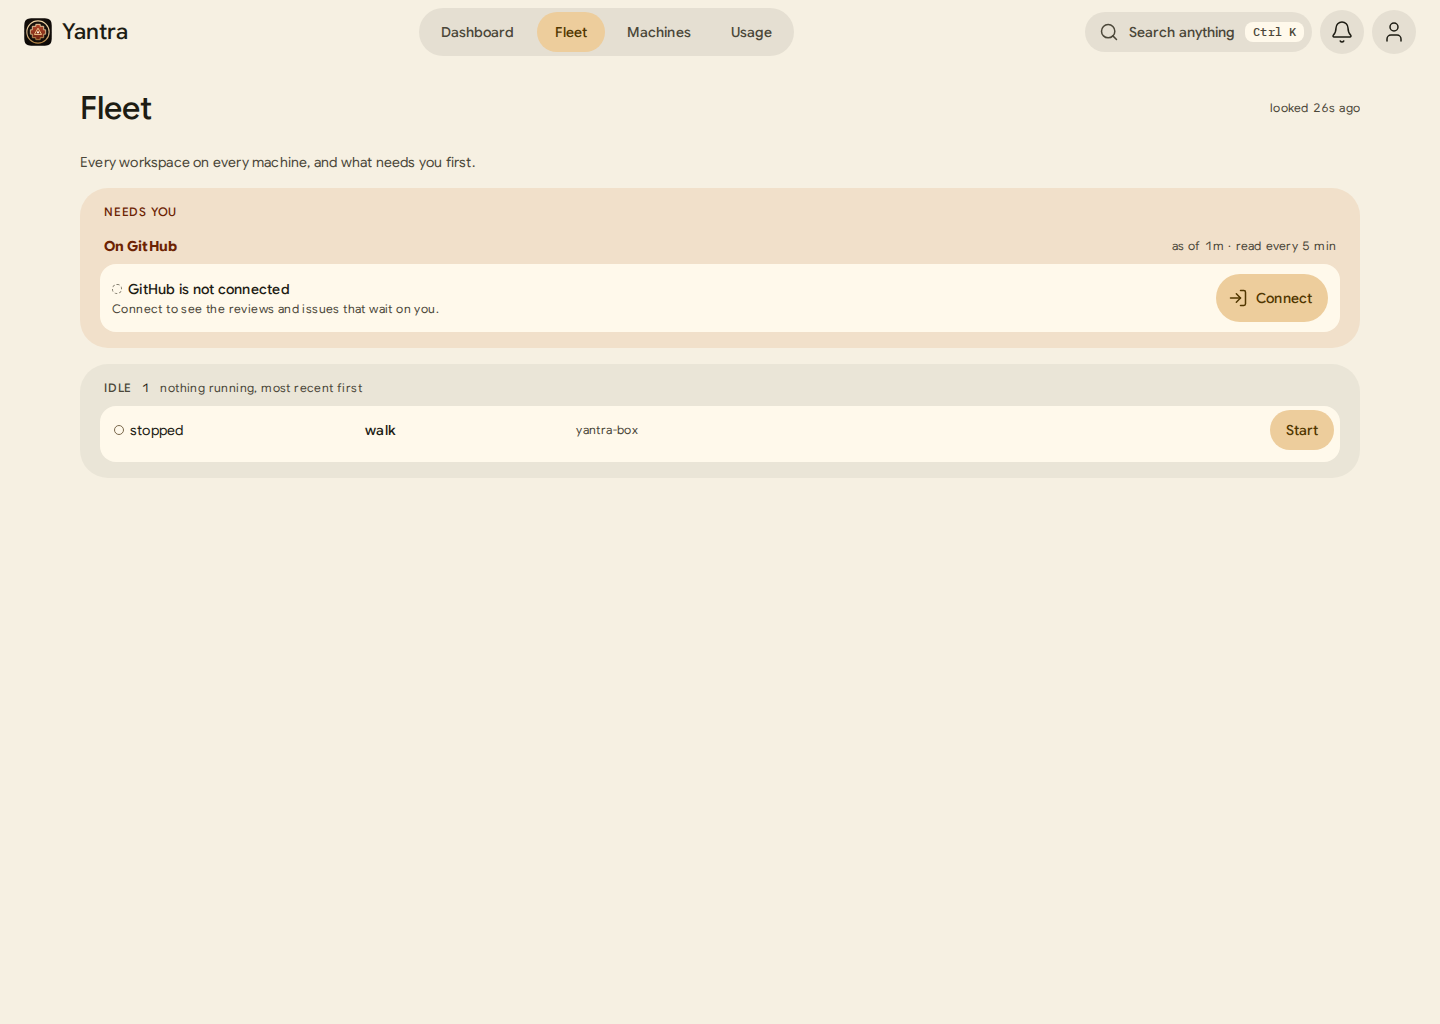 Yantra
Dashboard
Fleet
Machines
Usage
Search anything
Ctrl K
Fleet
looked 26s ago
Every workspace on every machine, and what needs you first.
NEEDS YOU
On GitHub
as of 1m · read every 5 min
GitHub is not connected
Connect to see the reviews and issues that wait on you.
Connect
IDLE 1 nothing running, most recent first
stopped
walk
yantra-box
Start